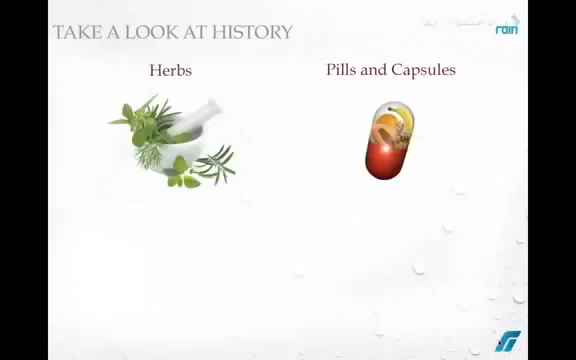 TAKE A LOOK AT HISTORY
rain
Herbs
Pills and Capsules